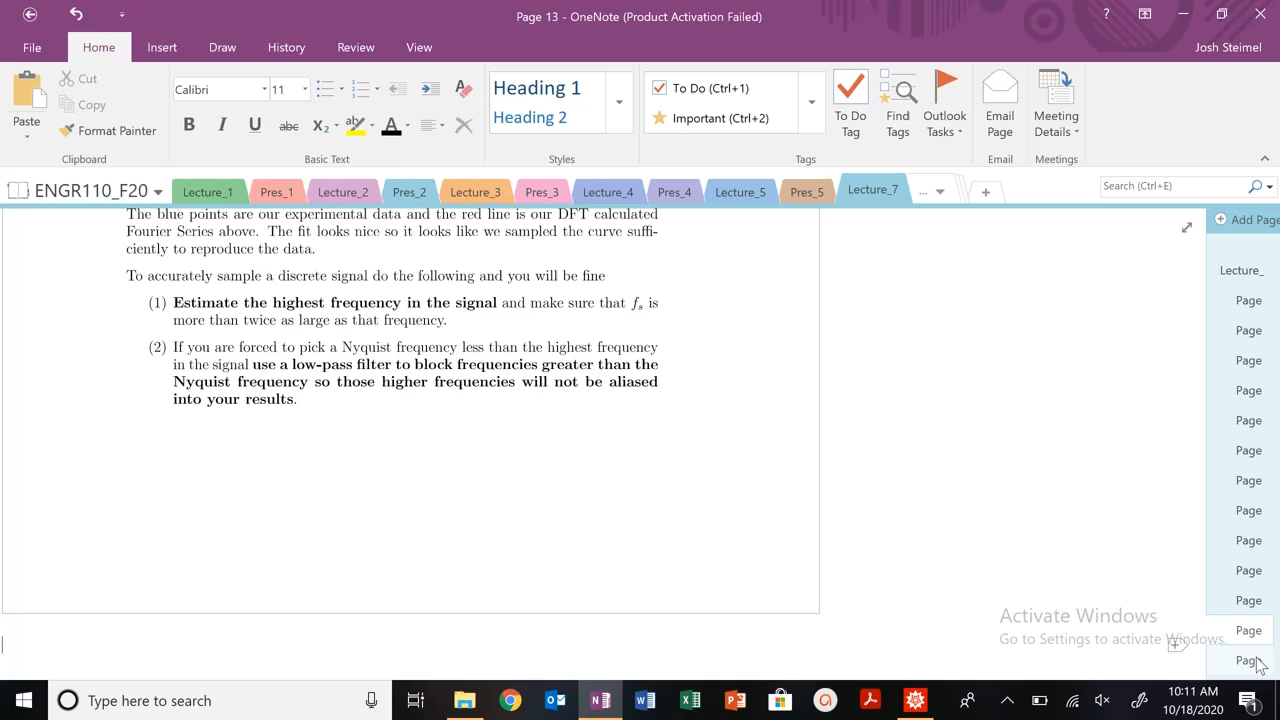 Page 13 - OneNote (Product Activation Failed)
?
File
Home
Insert
Draw
History
Review
View
Josh Steimel
Paste
Cut
Copy
Format Painter
Clipboard
Calibri
11
B I U abc X₂ A
Basic Text
Heading 1
Heading 2
Styles
To Do (Ctrl+1)
Important (Ctrl+2)
To Do
Tag
Find
Tags
Outlook
Tasks
Tags
Email
Page
Email
Meeting
Details
Meetings
ENGR110_F20
Lecture_1
Pres_1
Lecture_2
Pres_2
Lecture_3
Pres_3
Lecture_4
Pres_4
Lecture_5
Pres_5
Lecture_7
...
Search (Ctrl+E)
The blue points are our experimental data and the red line is our DFT calculated
Fourier Series above. The fit looks nice so it looks like we sampled the curve suffi-
ciently to reproduce the data.
To accurately sample a discrete signal do the following and you will be fine
(1) Estimate the highest frequency in the signal and make sure that fₛ is
more than twice as large as that frequency.
(2) If you are forced to pick a Nyquist frequency less than the highest frequency
in the signal use a low-pass filter to block frequencies greater than the
Nyquist frequency so those higher frequencies will not be aliased
into your results.
Add Page
Lecture_
Page
Page
Page
Page
Page
Page
Page
Page
Page
Page
Page
Page
Page
Activate Windows
Go to Settings to activate Windows.
Type here to search
10:11 AM
10/18/2020
1